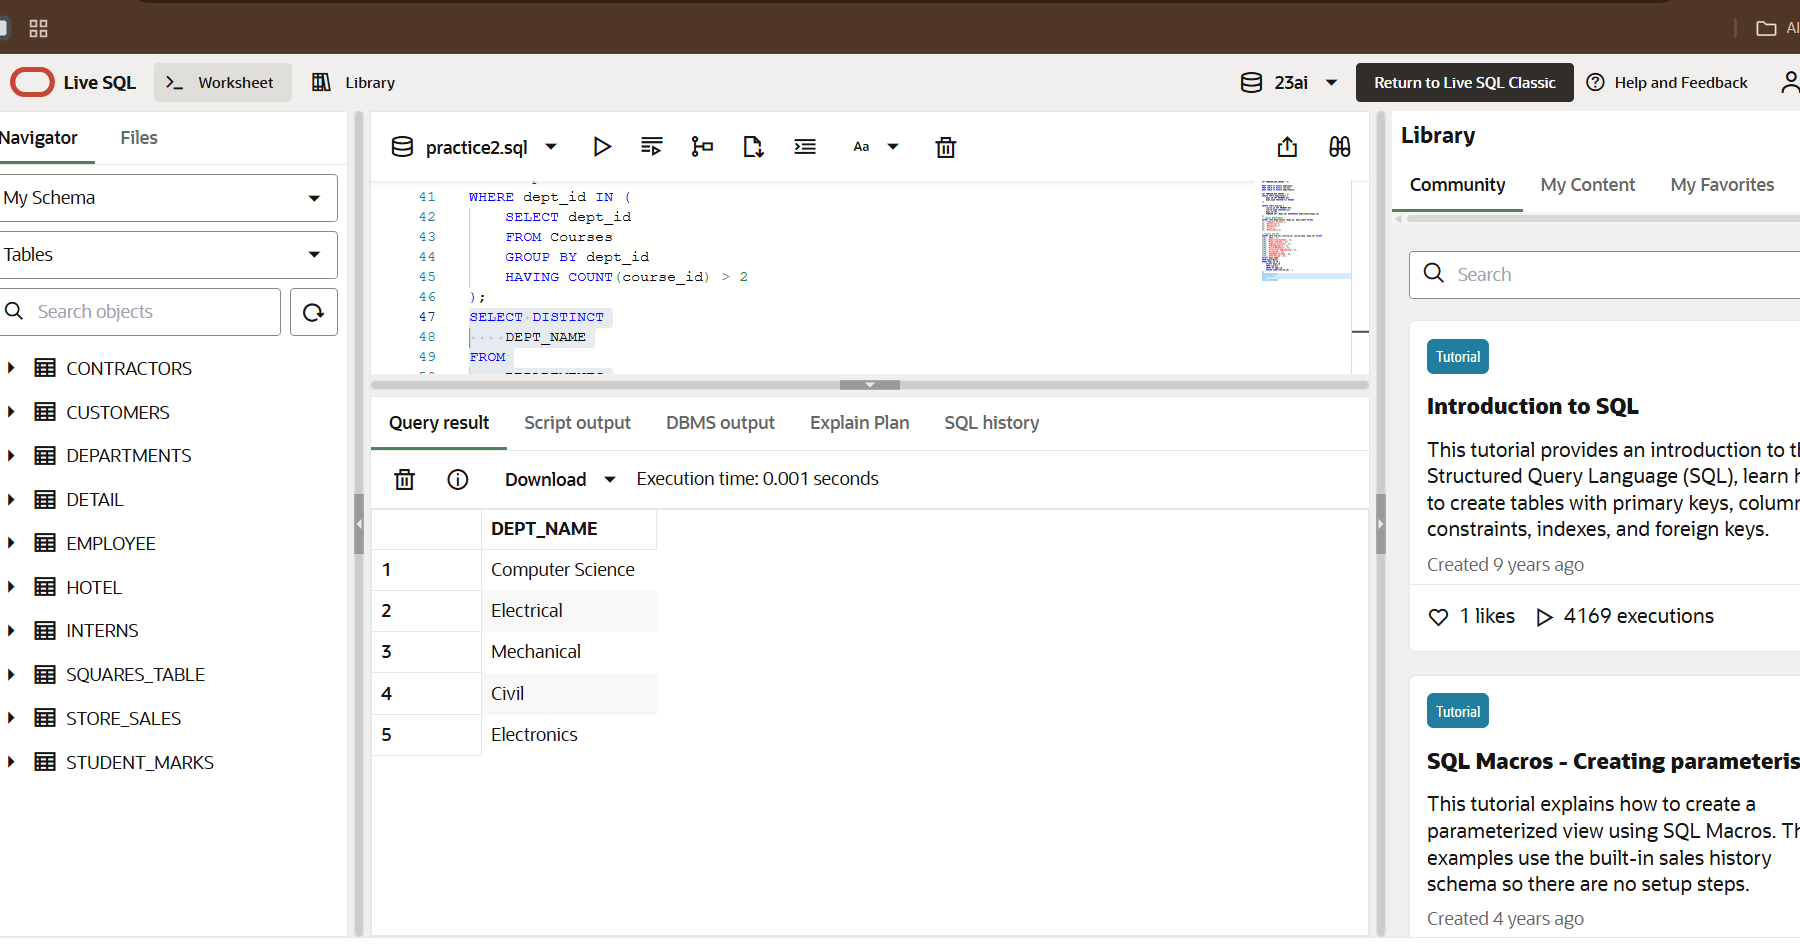 Al
Live SQL
Worksheet
Library
23ai
Return to Live SQL Classic
Help and Feedback
Navigator
Files
My Schema
Tables
Search objects
CONTRACTORS
CUSTOMERS
DEPARTMENTS
DETAIL
EMPLOYEE
HOTEL
INTERNS
SQUARES_TABLE
STORE_SALES
STUDENT_MARKS
practice2.sql
Aa
41 WHERE dept_id IN (
42 SELECT dept_id
43 FROM Courses
44 GROUP BY dept_id
45 HAVING COUNT(course_id) > 2
46 );
47 SELECT DISTINCT
48 DEPT_NAME
49 FROM
Query result
Script output
DBMS output
Explain Plan
SQL history
Download
Execution time: 0.001 seconds
DEPT_NAME
1 Computer Science
2 Electrical
3 Mechanical
4 Civil
5 Electronics
Library
Community
My Content
My Favorites
Search
Tutorial
Introduction to SQL
This tutorial provides an introduction to th
Structured Query Language (SQL), learn h
to create tables with primary keys, column
constraints, indexes, and foreign keys.
Created 9 years ago
1 likes
4169 executions
Tutorial
SQL Macros - Creating parameteris
This tutorial explains how to create a
parameterized view using SQL Macros. Th
examples use the built-in sales history
schema so there are no setup steps.
Created 4 years ago